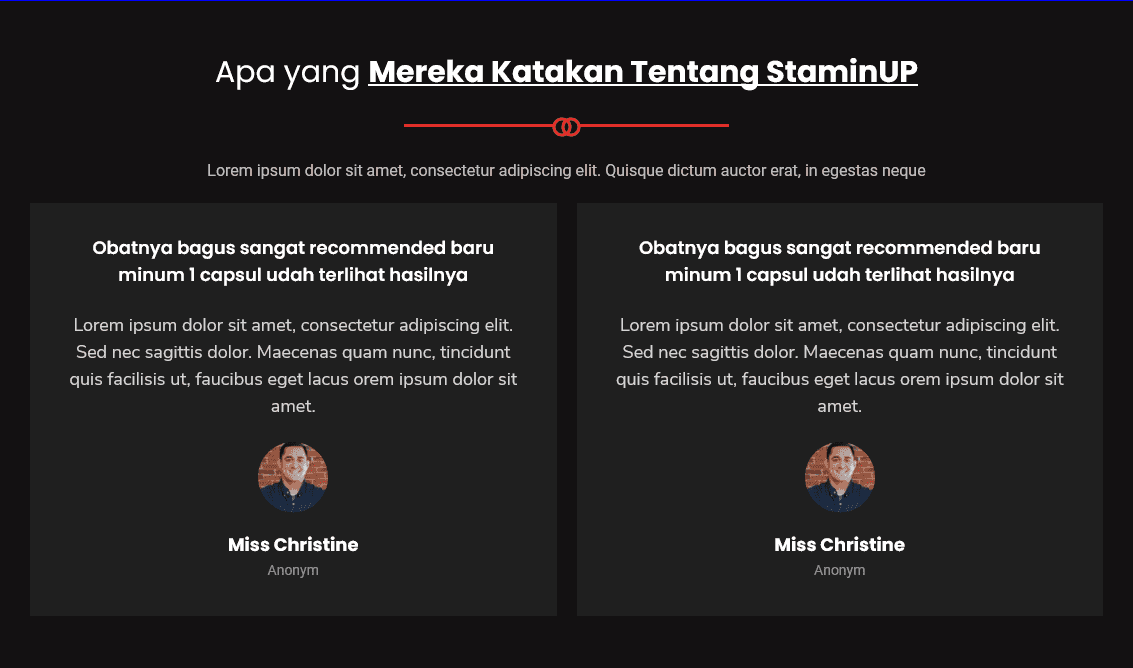 Apa yang Mereka Katakan Tentang StaminUP
Lorem ipsum dolor sit amet, consectetur adipiscing elit. Quisque dictum auctor erat, in egestas neque
Obatnya bagus sangat recommended baru
minum 1 capsul udah terlihat hasilnya
Lorem ipsum dolor sit amet, consectetur adipiscing elit.
Sed nec sagittis dolor. Maecenas quam nunc, tincidunt
quis facilisis ut, faucibus eget lacus orem ipsum dolor sit
amet.
Miss Christine
Anonym
Obatnya bagus sangat recommended baru
minum 1 capsul udah terlihat hasilnya
Lorem ipsum dolor sit amet, consectetur adipiscing elit.
Sed nec sagittis dolor. Maecenas quam nunc, tincidunt
quis facilisis ut, faucibus eget lacus orem ipsum dolor sit
amet.
Miss Christine
Anonym